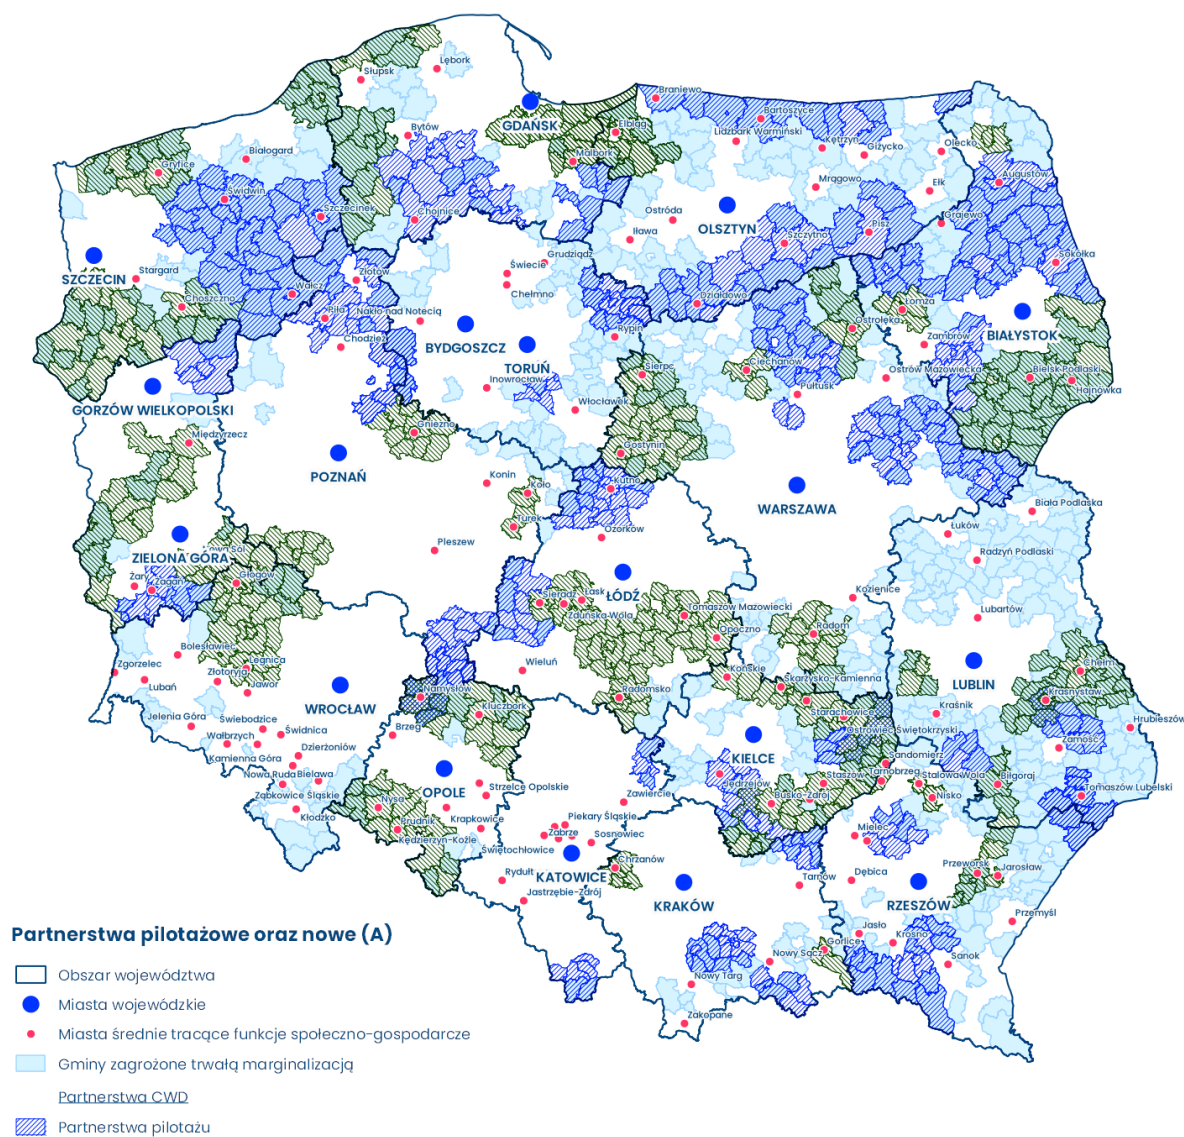 Słupsk
Lębork
Braniewo
GDAŃSK
Elbląg
Bartoszyce
Bytów
Lidzbark Warmiński
Kętrzyn
Giżycko
Olecko
Białogard
Malbork
Gryfice
Świdwin
Mrągowo
Ełk
Augustów
Szczecinek
Chojnice
Ostróda
OLSZTYN
Grajewo
Iława
Szczytno
Pisz
SZCZECIN
Stargard
Złotów
Świecie
Grudziądz
Sokółka
Choszczno
Wałcz
Chełmno
Działdowo
Łomża
Piła
Nakło nad Notecią
Rypin
Ostrołęka
BIAŁYSTOK
Chodzież
BYDGOSZCZ
TORUŃ
Zambrów
Inowrocław
Sierpc
Ciechanów
Ostrów Mazowiecka
Bielsk Podlaski
Hajnówka
GORZÓW WIELKOPOLSKI
Włocławek
Pułtusk
Międzyrzecz
Gniezno
Gostynin
POZNAŃ
Konin
Koło
Kutno
WARSZAWA
Biała Podlaska
Turek
Ozorków
Łuków
ZIELONA GÓRA
Nowa Sól
Pleszew
Radzyń Podlaski
Żary
Żagań
Głogów
Sieradz
Łask
ŁÓDŹ
Zduńska Wola
Tomaszow Mazowiecki
Kozienice
Lubartów
Opoczno
Radom
Bolesławiec
Zgorzelec
Legnica
Złotoryja
Lubań
Jawor
Wieluń
Końskie
Skarżysko-Kamienna
LUBLIN
Chełm
WROCŁAW
Namysłów
Kluczbork
Radomsko
Krasnystaw
Jelenia Góra
Świebodzice
Brzeg
Starachowice
Kraśnik
Hrubieszów
Wałbrzych
Świdnica
Ostrowiec Świętokrzyski
Zamość
Kamienna Góra
Dzierżoniów
KIELCE
Sandomierz
Nowa Ruda
Bielawa
OPOLE
Strzelce Opolskie
Jędrzejów
Staszów
Tarnobrzeg
Stalowa Wola
Biłgoraj
Ząbkowice Śląskie
Nysa
Zawiercie
Busko-Zdrój
Nisko
Tomaszów Lubelski
Kłodzko
Prudnik
Krapkowice
Piekary Śląskie
Kędzierzyn-Koźle
Zabrze
Sosnowiec
Mielec
Świętochłowice
KATOWICE
Chrzanów
Przeworsk
Jarosław
Rydułt
Jastrzębie-Zdrój
KRAKÓW
Tarnów
Dębica
RZESZÓW
Przemyśl
Jasło
Krosno
Gorlice
Nowy Sącz
Sanok
Nowy Targ
Zakopane
Partnerstwa pilotażowe oraz nowe (A)
Obszar województwa
Miasta wojewódzkie
Miasta średnie tracące funkcje społeczno-gospodarcze
Gminy zagrożone trwałą marginalizacją
Partnerstwa CWD
Partnerstwa pilotażu